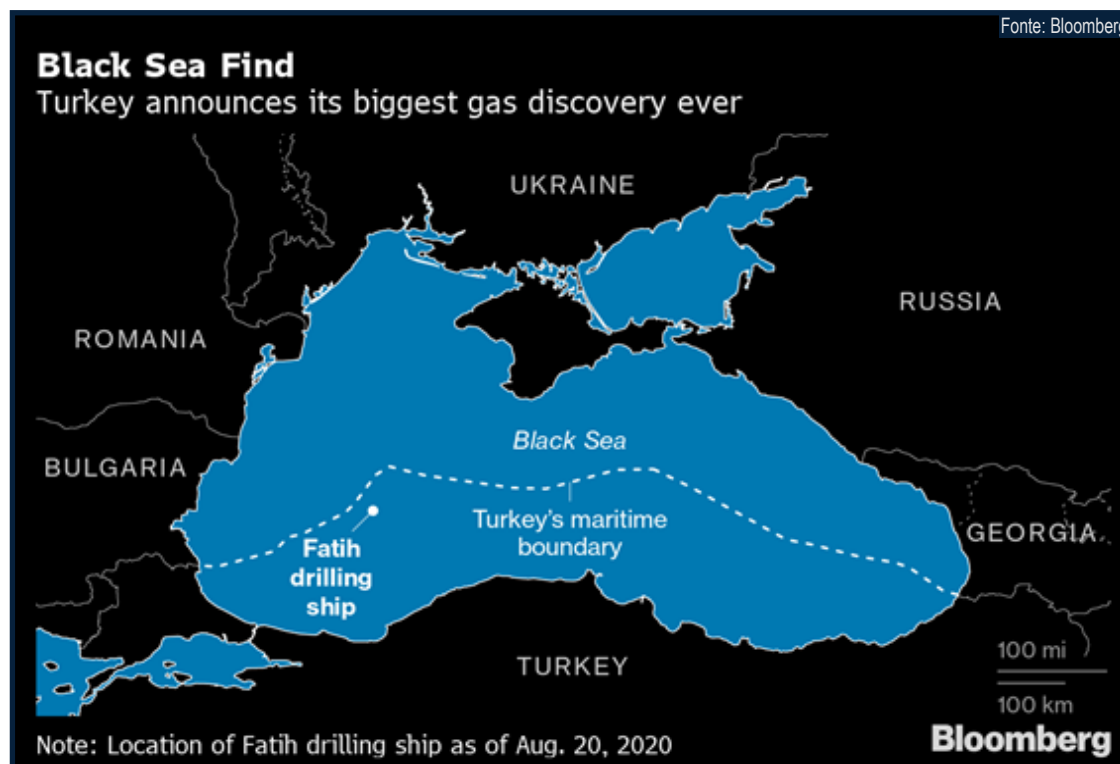 Fonte: Bloomberg
Black Sea Find
Turkey announces its biggest gas discovery ever
UKRAINE
RUSSIA
ROMANIA
Black Sea
BULGARIA
Turkey's maritime
boundary
GEORGIA
Fatih
drilling
ship
TURKEY
100 mi
100 km
Note: Location of Fatih drilling ship as of Aug. 20, 2020
Bloomberg